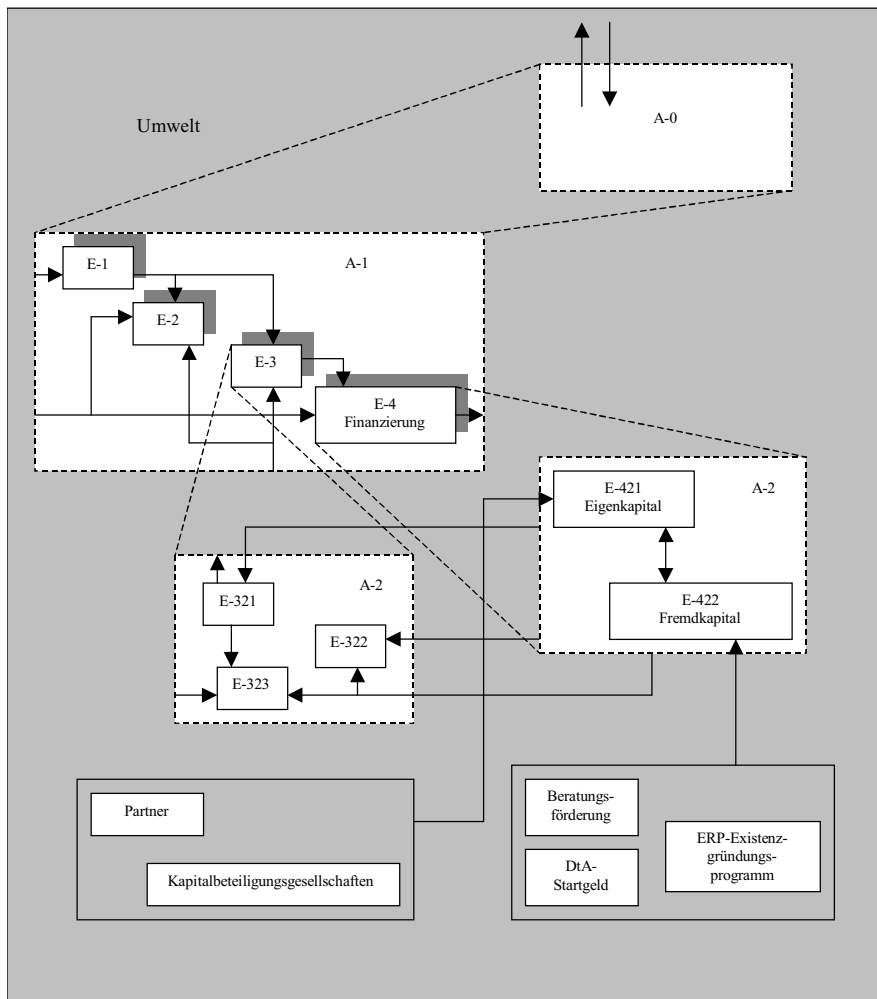 A-0
Umwelt
A-1
E-1
E-2
E-3
E-4
Finanzierung
E-421
Eigenkapital
A-2
E-422
Fremdkapital
A-2
E-321
E-322
E-323
Partner
Kapitalbeteiligungsgesellschaften
Beratungs-
förderung
DtA-
Startgeld
ERP-Existenz-
gründungs-
programm